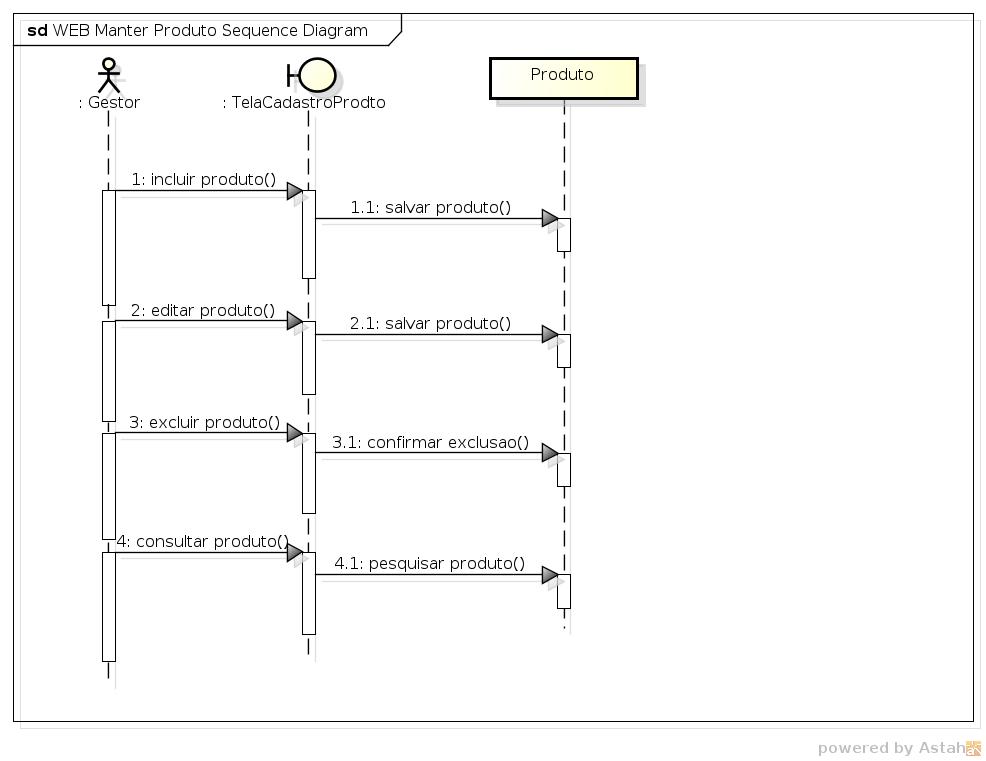 sd WEB Manter Produto Sequence Diagram
: Gestor
: TelaCadastroProdto
Produto
1: incluir produto()
1.1: salvar produto()
2: editar produto()
2.1: salvar produto()
3: excluir produto()
3.1: confirmar exclusao()
4: consultar produto()
4.1: pesquisar produto()
powered by Astah